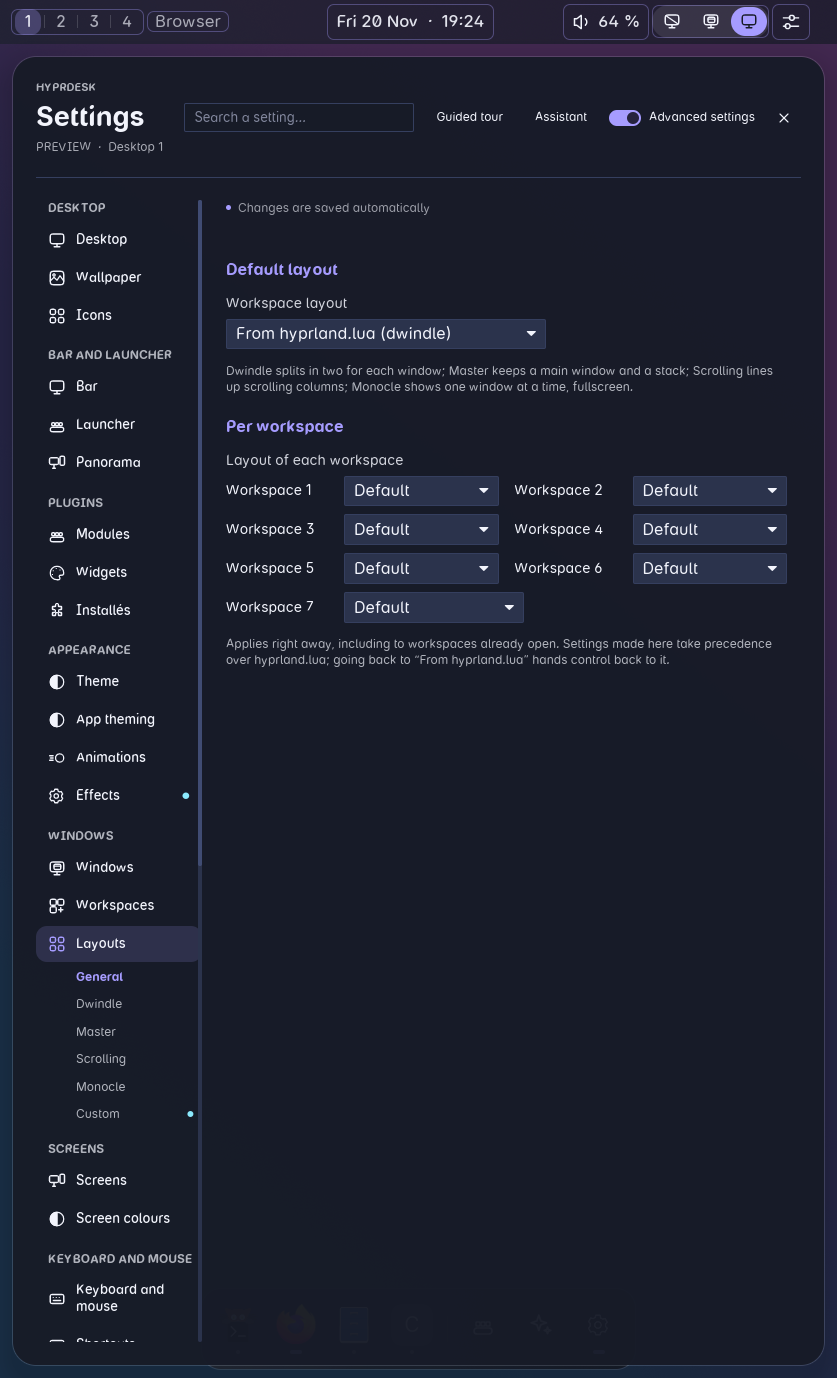 1 2 3 4 Browser Fri 20 Nov · 19:24 64 %
HYPRDESK
Settings
Search a setting...
Guided tour
Assistant
Advanced settings
PREVIEW · Desktop 1
DESKTOP
Desktop
Wallpaper
Icons
BAR AND LAUNCHER
Bar
Launcher
Panorama
PLUGINS
Modules
Widgets
Installés
APPEARANCE
Theme
App theming
Animations
Effects
WINDOWS
Windows
Workspaces
Layouts
General
Dwindle
Master
Scrolling
Monocle
Custom
SCREENS
Screens
Screen colours
KEYBOARD AND MOUSE
Keyboard and
mouse
Changes are saved automatically
Default layout
Workspace layout
From hyprland.lua (dwindle)
Dwindle splits in two for each window; Master keeps a main window and a stack; Scrolling lines
up scrolling columns; Monocle shows one window at a time, fullscreen.
Per workspace
Layout of each workspace
Workspace 1 Default Workspace 2 Default
Workspace 3 Default Workspace 4 Default
Workspace 5 Default Workspace 6 Default
Workspace 7 Default
Applies right away, including to workspaces already open. Settings made here take precedence
over hyprland.lua; going back to “From hyprland.lua” hands control back to it.